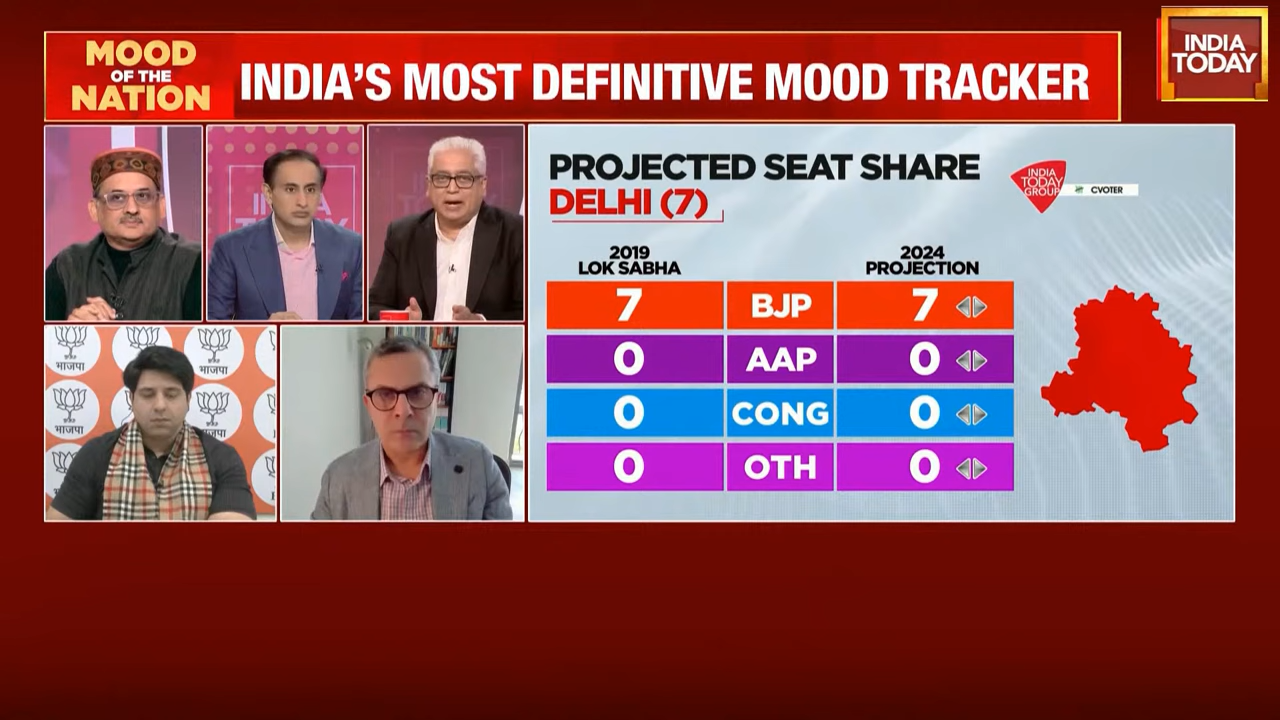 MOOD
OF THE
NATION
INDIA'S MOST DEFINITIVE MOOD TRACKER
INDIA
TODAY
PROJECTED SEAT SHARE
DELHI (7)
INDIA
TODAY
GROUP
CVOTER
2019
LOK SABHA
2024
PROJECTION
7 BJP 7
0 AAP 0
0 CONG 0
0 OTH 0
भाजपा
भाजपा
भाजपा